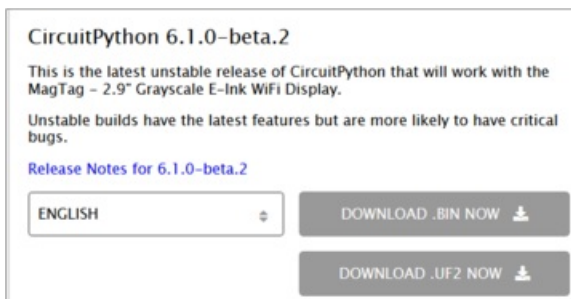 CircuitPython 6.1.0-beta.2
This is the latest unstable release of CircuitPython that will work with the
MagTag - 2.9" Grayscale E-Ink WiFi Display.
Unstable builds have the latest features but are more likely to have critical
bugs.
Release Notes for 6.1.0-beta.2
ENGLISH
DOWNLOAD .BIN NOW
DOWNLOAD .UF2 NOW